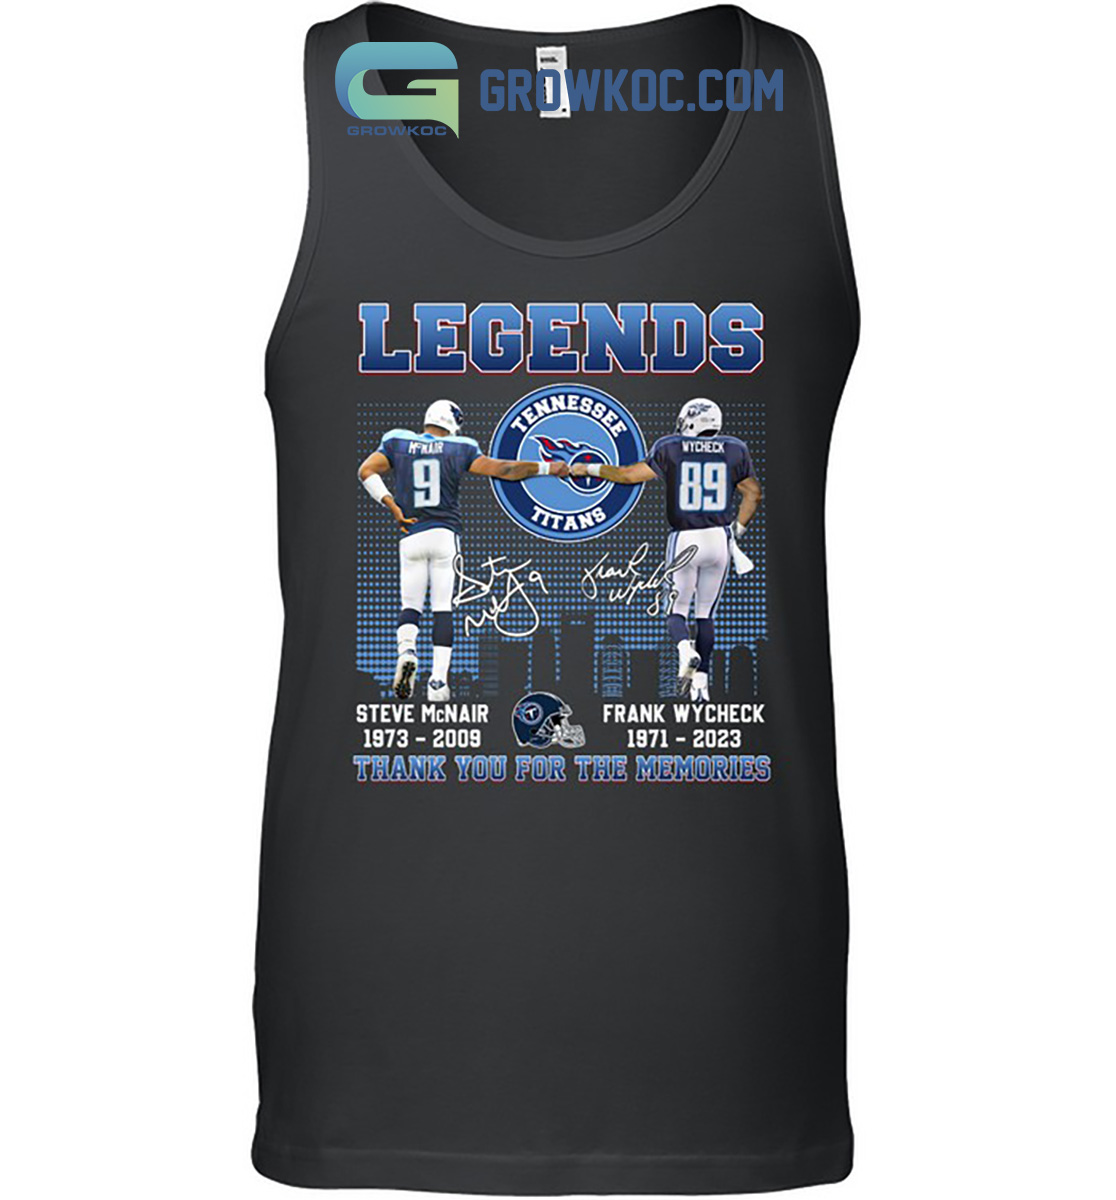 GROWKOC
GROWKOC.COM
LEGENDS
TENNESSEE
TITANS
McNAIR
9
WYCHECK
89
STEVE McNAIR
1973 - 2009
FRANK WYCHECK
1971 - 2023
THANK YOU FOR THE MEMORIES